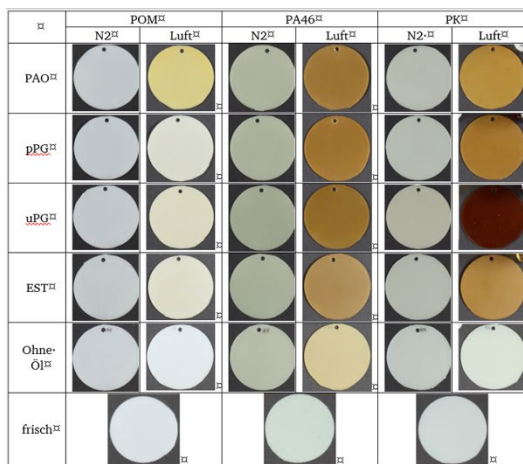 ¤ POM¤ PA46¤ PK¤
N2¤ Luft¤ N2¤ Luft¤ N2·¤ Luft¤
PAO¤ ¤ ¤ ¤
pPG¤ ¤ ¤ ¤
uPG¤ ¤ ¤ ¤
EST¤ ¤ ¤ ¤
Ohne·
Öl¤ ¤ ¤ ¤
frisch¤ ¤ ¤ ¤